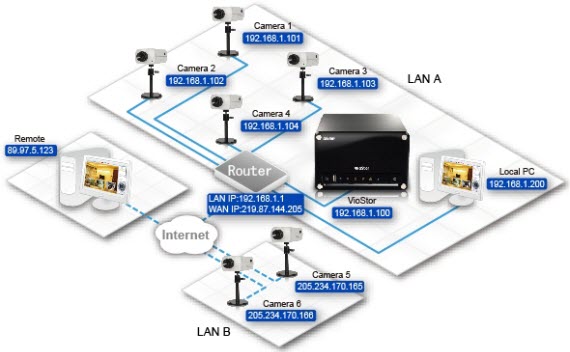 Camera 1
192.168.1.101
Camera 2
192.168.1.102
Camera 3
192.168.1.103
LAN A
Camera 4
192.168.1.104
Remote
89.97.5.123
Router
LAN IP:192.168.1.1
WAN IP:219.87.144.205
VioStor
VioStor
192.168.1.100
Local PC
192.168.1.200
Internet
Camera 5
205.234.170.165
Camera 6
205.234.170.166
LAN B